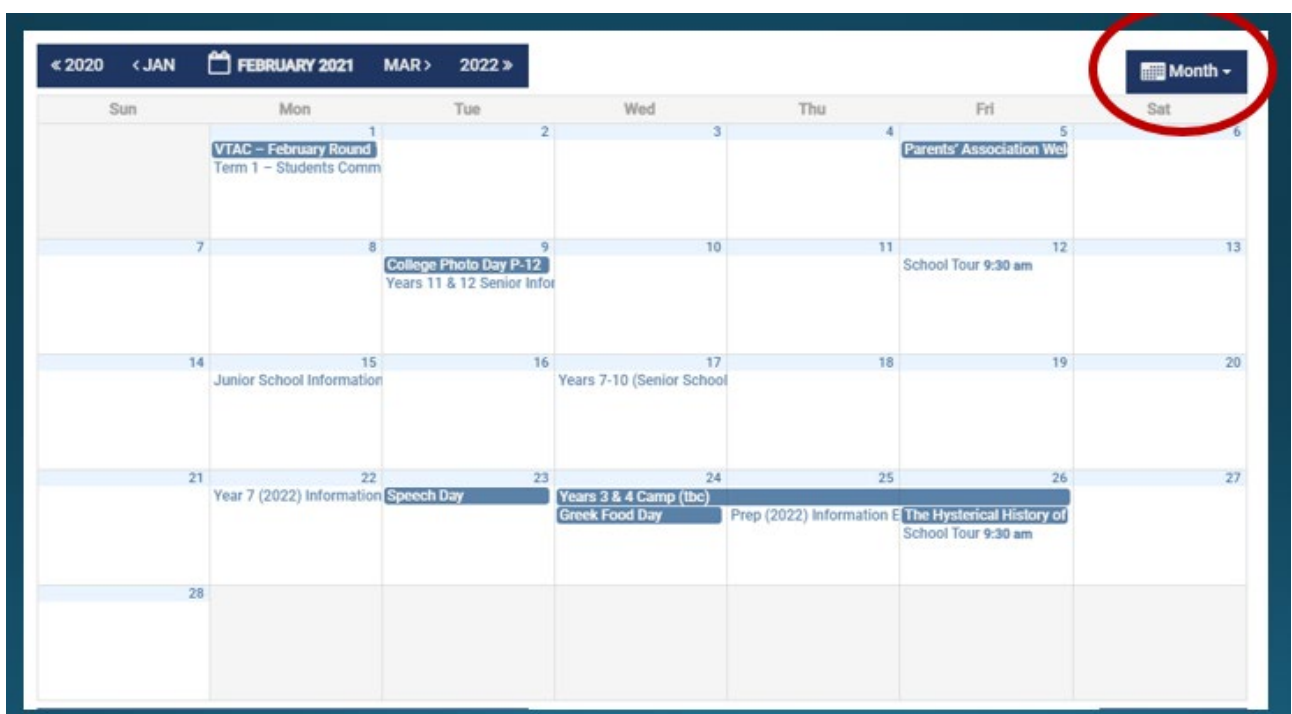 « 2020 ‹ JAN FEBRUARY 2021 MAR › 2022 »
Month
Sun Mon Tue Wed Thu Fri Sat
1 2 3 4 5 6
VTAC – February Round Parents' Association Wel
Term 1 – Students Comm
7 8 9 10 11 12 13
College Photo Day P-12 School Tour 9:30 am
Years 11 & 12 Senior Infor
14 15 16 17 18 19 20
Junior School Information Years 7-10 (Senior School
21 22 23 24 25 26 27
Year 7 (2022) Information Speech Day Years 3 & 4 Camp (tbc)
Greek Food Day Prep (2022) Information E The Hysterical History of
School Tour 9:30 am
28